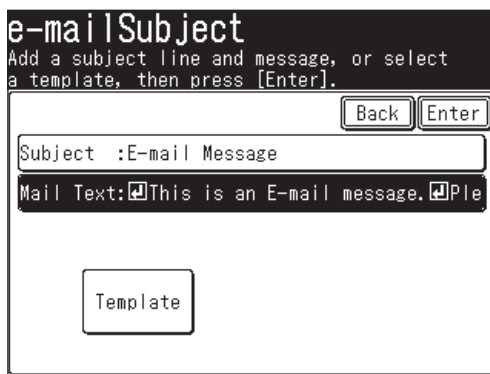 e-mailSubject
Add a subject line and message, or select
a template, then press [Enter].
Back Enter
Subject :E-mail Message
Mail Text:↵This is an E-mail message.↵Ple
Template